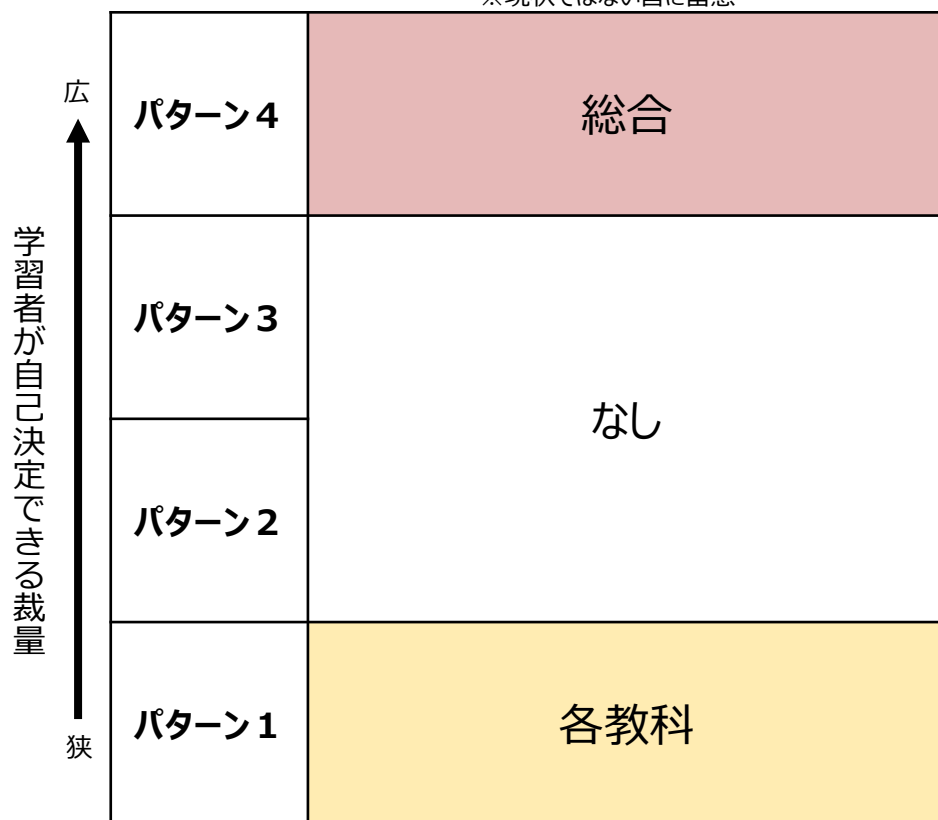 広
学習者が自己決定できる裁量
狭
パターン４
総合
パターン３
なし
パターン２
パターン１
各教科